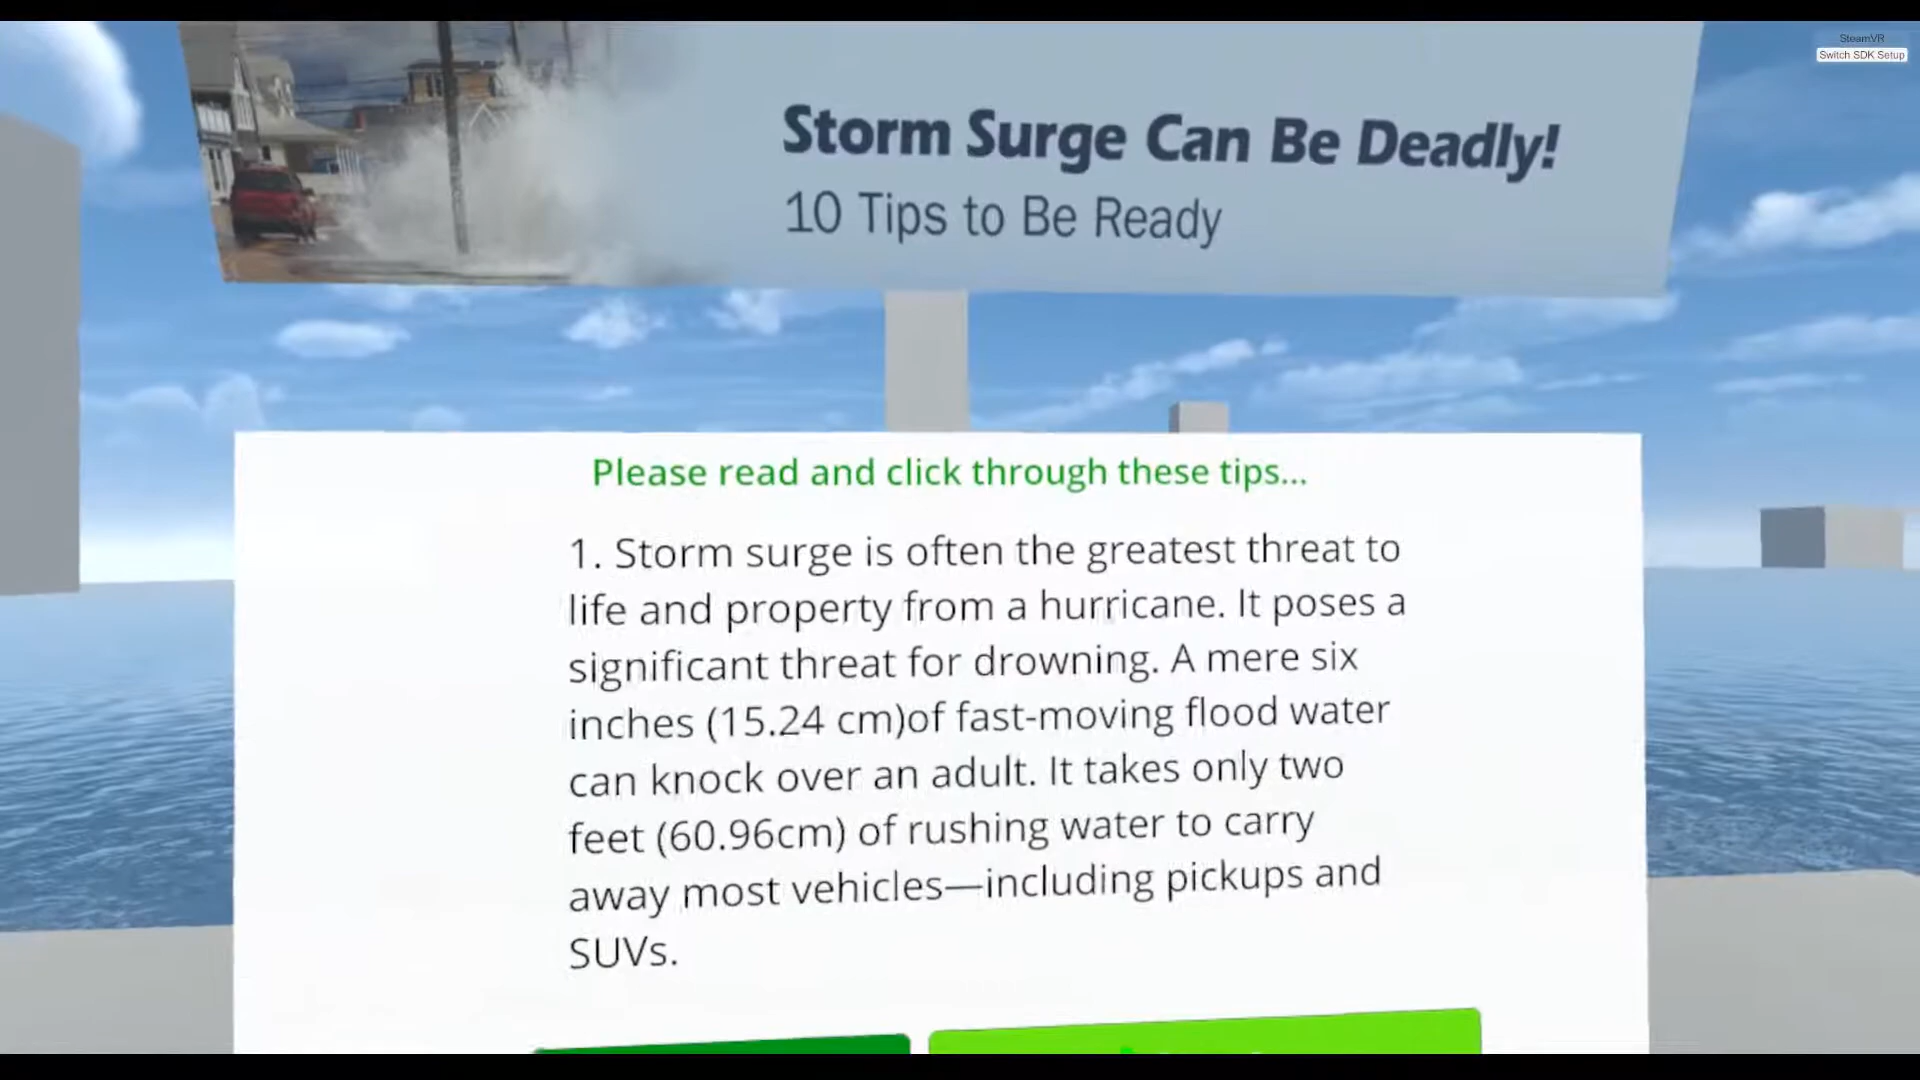 SteamVR
Switch SDK Setup
Storm Surge Can Be Deadly!
10 Tips to Be Ready
Please read and click through these tips...
1. Storm surge is often the greatest threat to
life and property from a hurricane. It poses a
significant threat for drowning. A mere six
inches (15.24 cm)of fast-moving flood water
can knock over an adult. It takes only two
feet (60.96cm) of rushing water to carry
away most vehicles—including pickups and
SUVs.